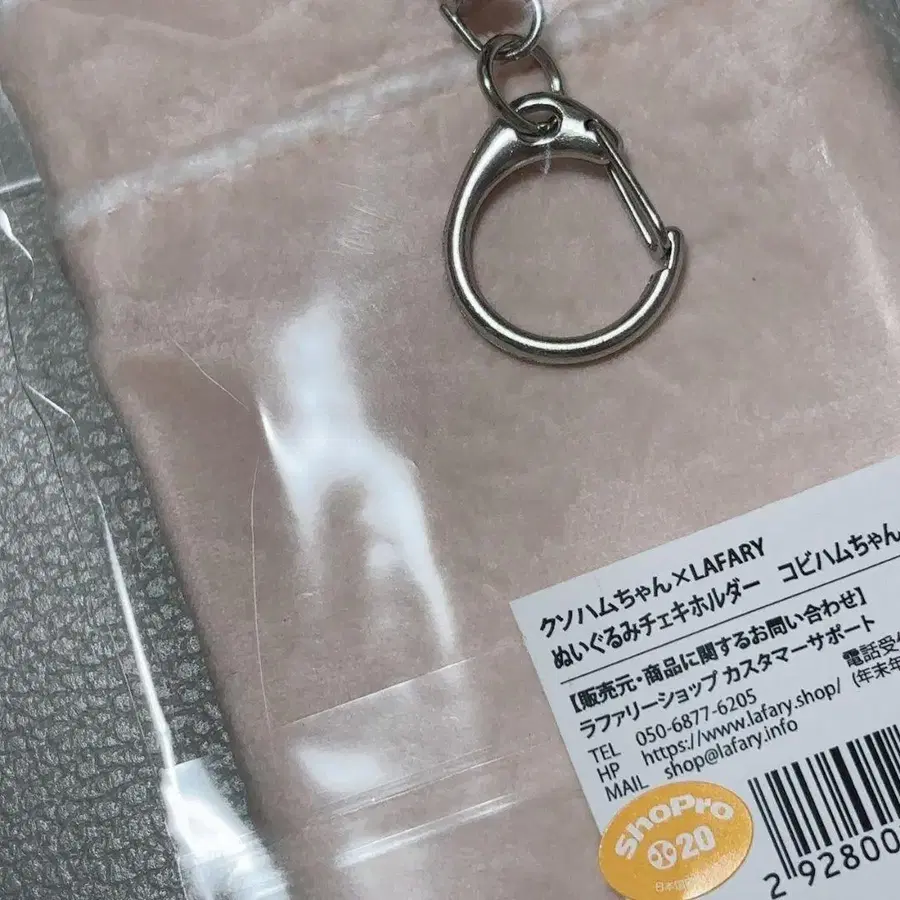 クソハムちゃん×LAFARY
ぬいぐるみチェキホルダー コビハムちゃん
【販売元・商品に関するお問い合わせ】
ラファリーショップ カスタマーサポート
TEL 050-6877-6205 電話受
HP https://www.lafary.shop/ (年末年
MAIL shop@lafary.info
ShoPro
20
日本
2 92800